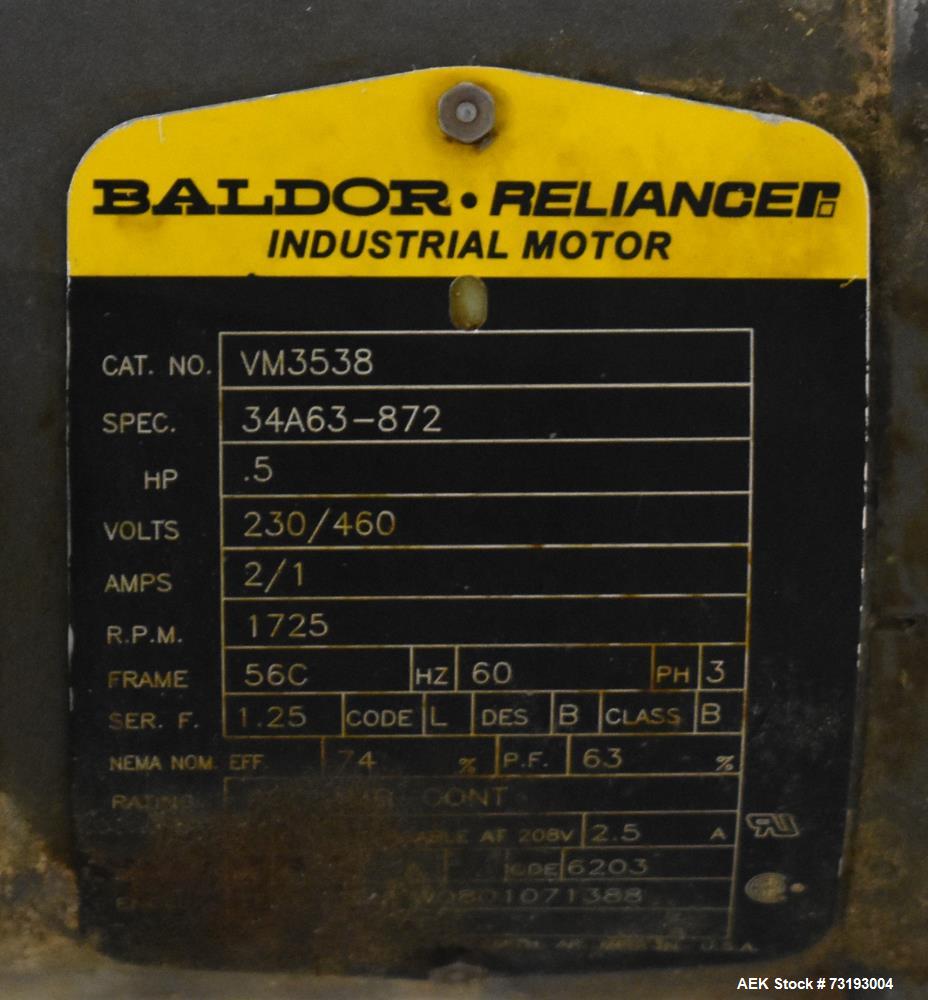 BALDOR • RELIANCE
INDUSTRIAL MOTOR
CAT. NO. VM3538
SPEC. 34A63-872
HP .5
VOLTS 230/460
AMPS 2/1
R.P.M. 1725
FRAME 56C HZ 60 PH 3
SER. F. 1.25 CODE L DES B CLASS B
NEMA NOM. EFF. 74 % P.F. 63 %
RATING CONT
AT 208V 2.5 A
6203
U.S.A.
AEK Stock # 73193004